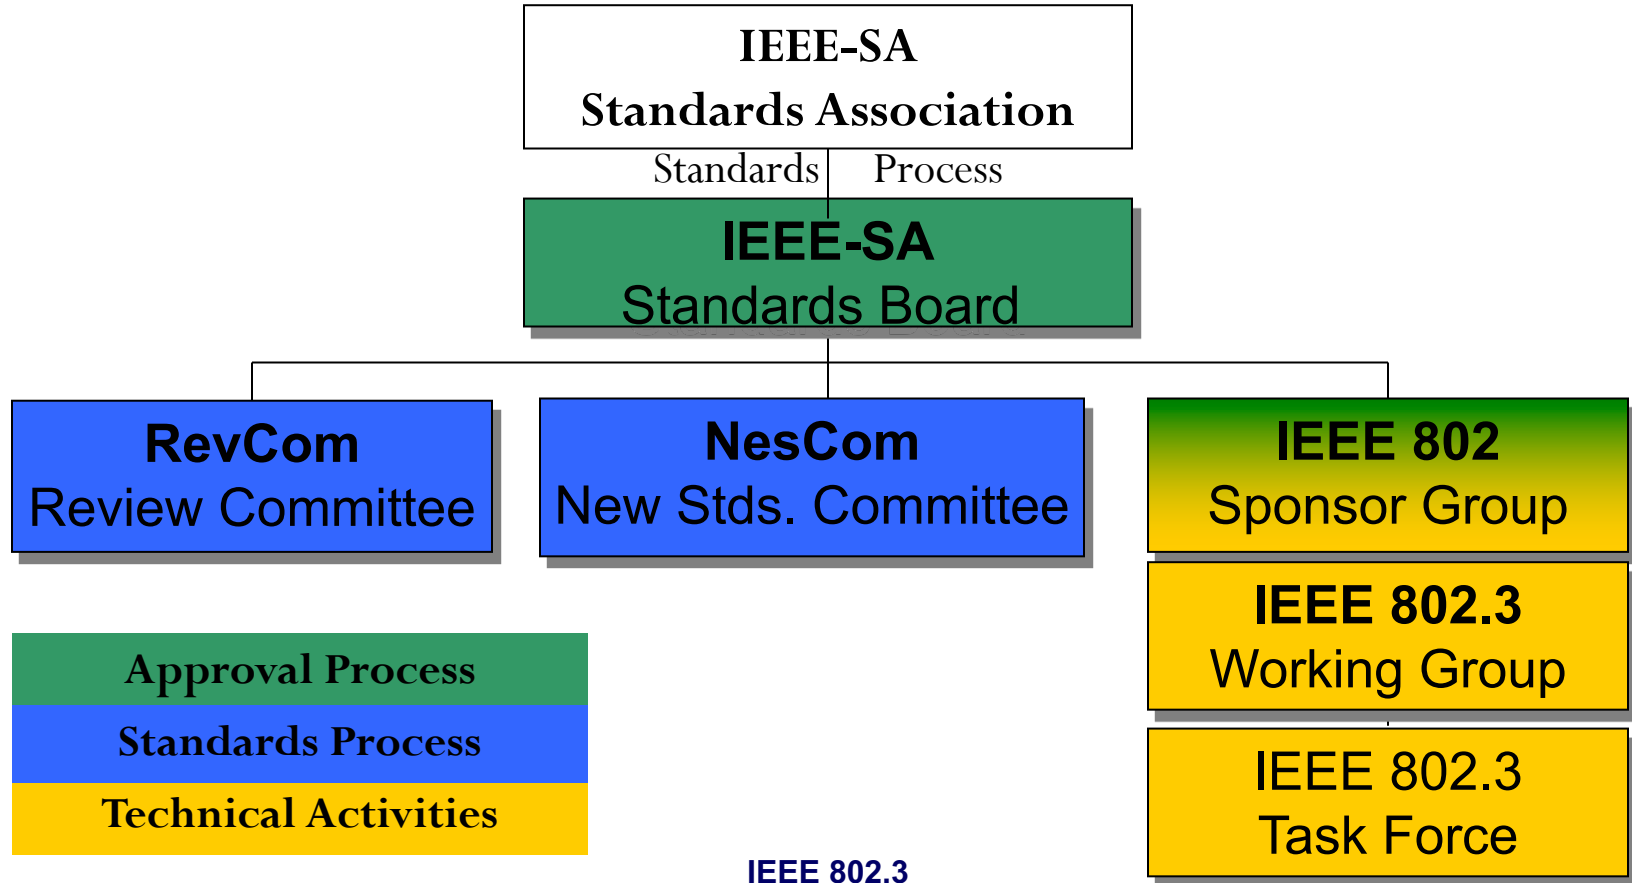 IEEE-SA
Standards Association
Standards Process
IEEE-SA
Standards Board
RevCom
Review Committee
NesCom
New Stds. Committee
IEEE 802
Sponsor Group
IEEE 802.3
Working Group
IEEE 802.3
Task Force
Approval Process
Standards Process
Technical Activities
IEEE 802.3